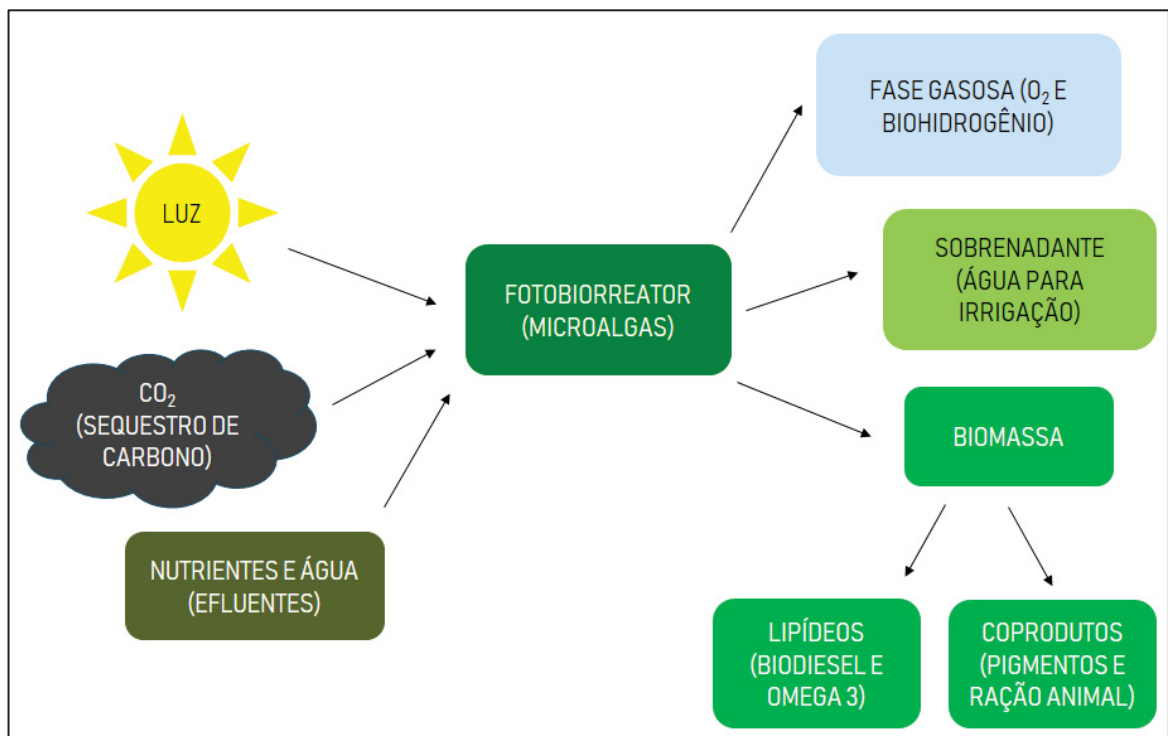 LUZ
CO₂
(SEQUESTRO DE
CARBONO)
NUTRIENTES E ÁGUA
(EFLUENTES)
FOTOBIORREATOR
(MICROALGAS)
FASE GASOSA (O₂ E
BIOHIDROGÊNIO)
SOBRENADANTE
(ÁGUA PARA
IRRIGAÇÃO)
BIOMASSA
LIPÍDEOS
(BIODIESEL E
OMEGA 3)
COPRODUTOS
(PIGMENTOS E
RAÇÃO ANIMAL)